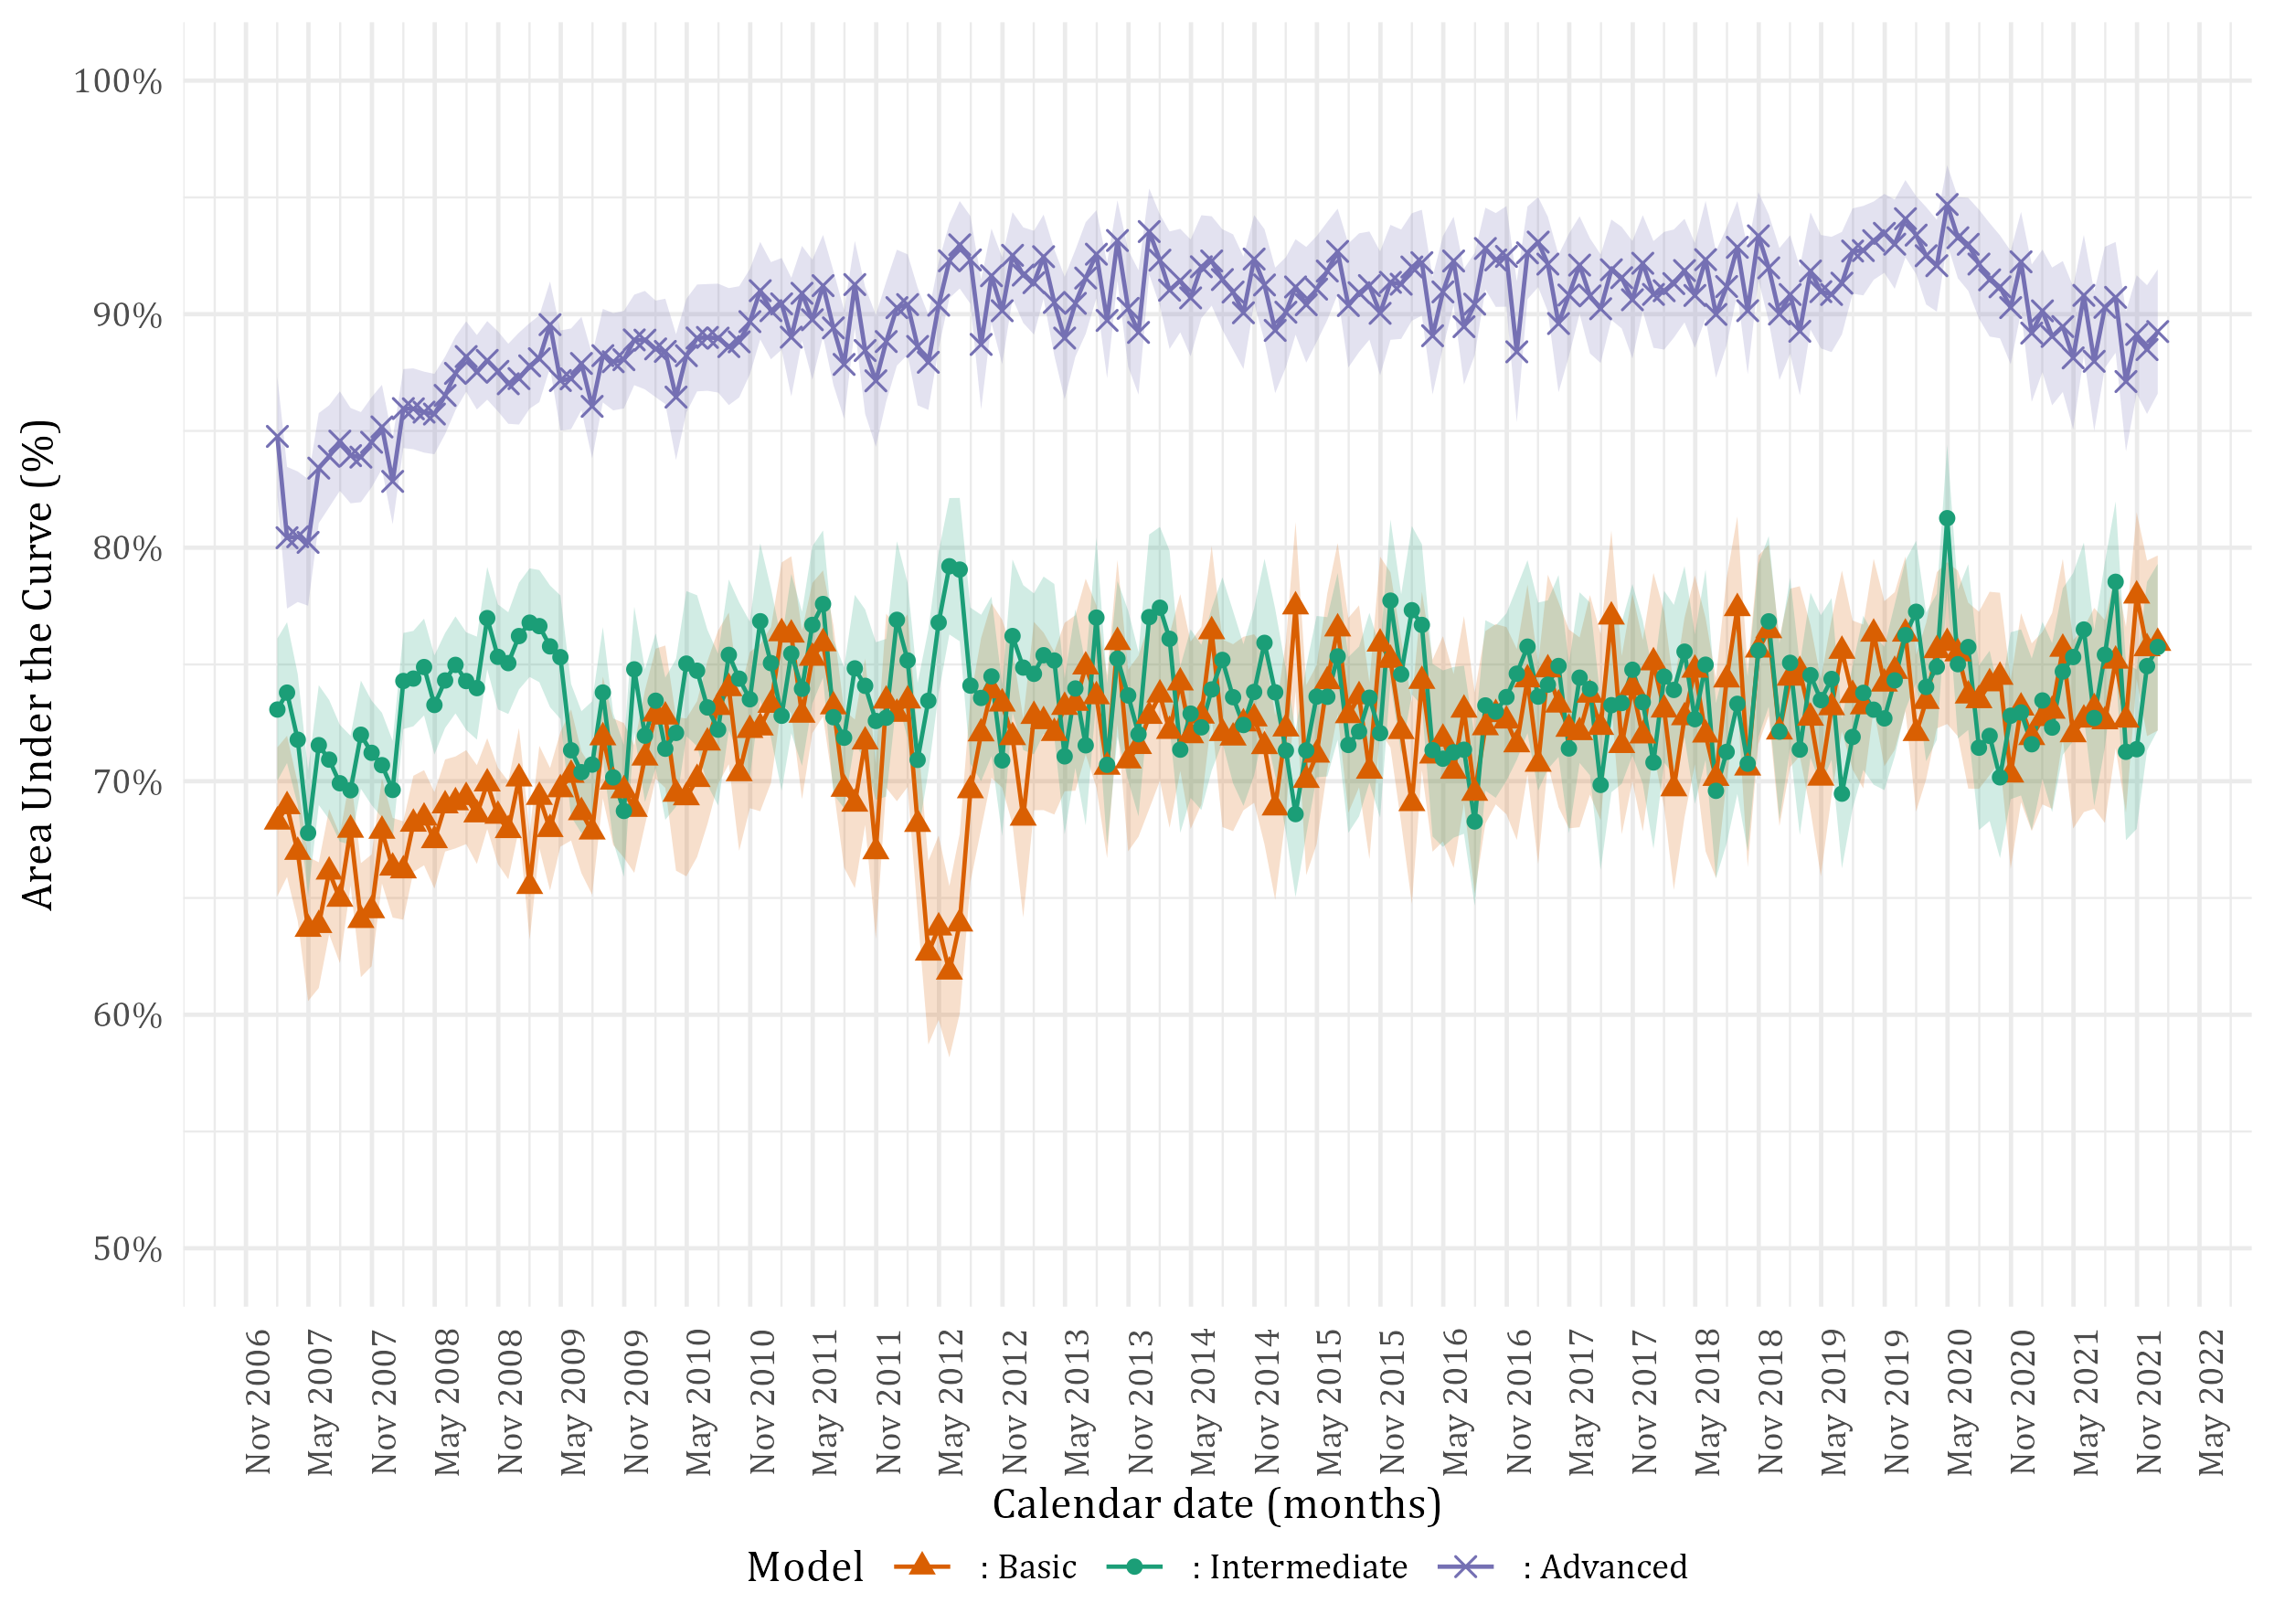 Area Under the Curve (%)
100%
90%
80%
70%
60%
50%
Nov 2006
May 2007
Nov 2007
May 2008
Nov 2008
May 2009
Nov 2009
May 2010
Nov 2010
May 2011
Nov 2011
May 2012
Nov 2012
May 2013
Nov 2013
May 2014
Nov 2014
May 2015
Nov 2015
May 2016
Nov 2016
May 2017
Nov 2017
May 2018
Nov 2018
May 2019
Nov 2019
May 2020
Nov 2020
May 2021
Nov 2021
May 2022
Calendar date (months)
Model : Basic : Intermediate : Advanced